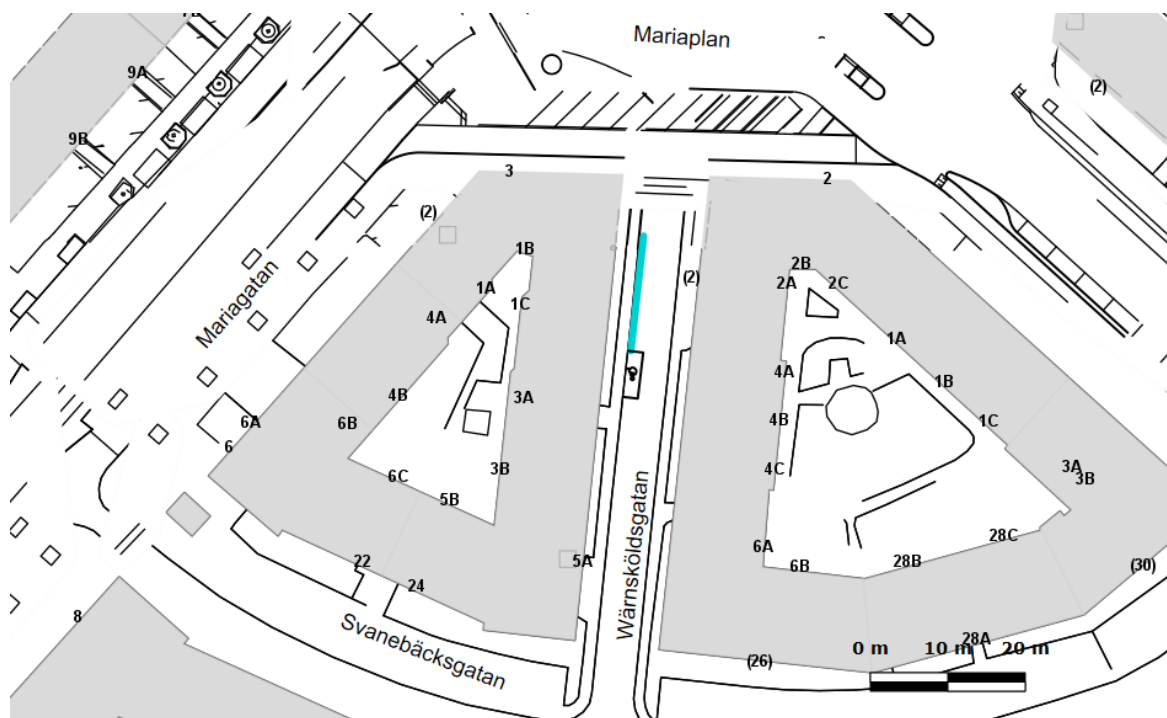 Mariaplan
9A
(2)
9B
3
2
(2)
1B
Mariagatan
1A
1C
4A
(2)
2B
2A
2C
1A
4A
4B
3A
1B
6A
6B
4B
1C
6
6C
3B
4C
3A
3B
5B
Wärnsköldsgatan
28C
6A
22
5A
6B
28B
(30)
24
8
Svanebäcksgatan
28A
(26)
0 m 10 m 20 m